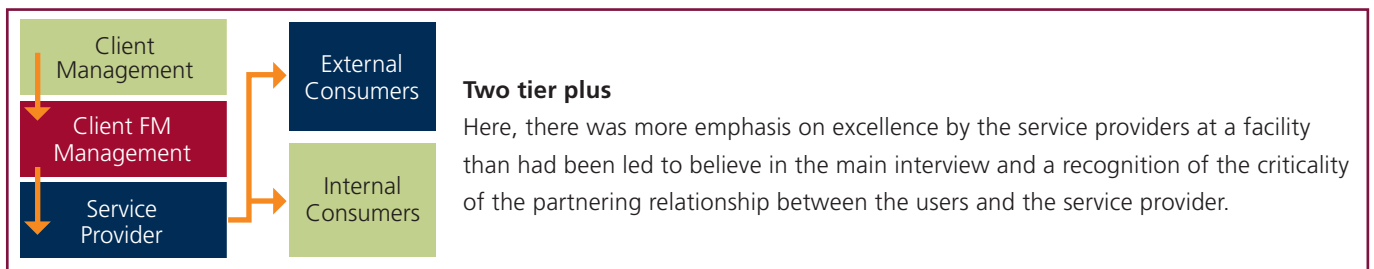 Client
Management
Client FM
Management
Service
Provider
External
Consumers
Internal
Consumers
Two tier plus
Here, there was more emphasis on excellence by the service providers at a facility
than had been led to believe in the main interview and a recognition of the criticality
of the partnering relationship between the users and the service provider.